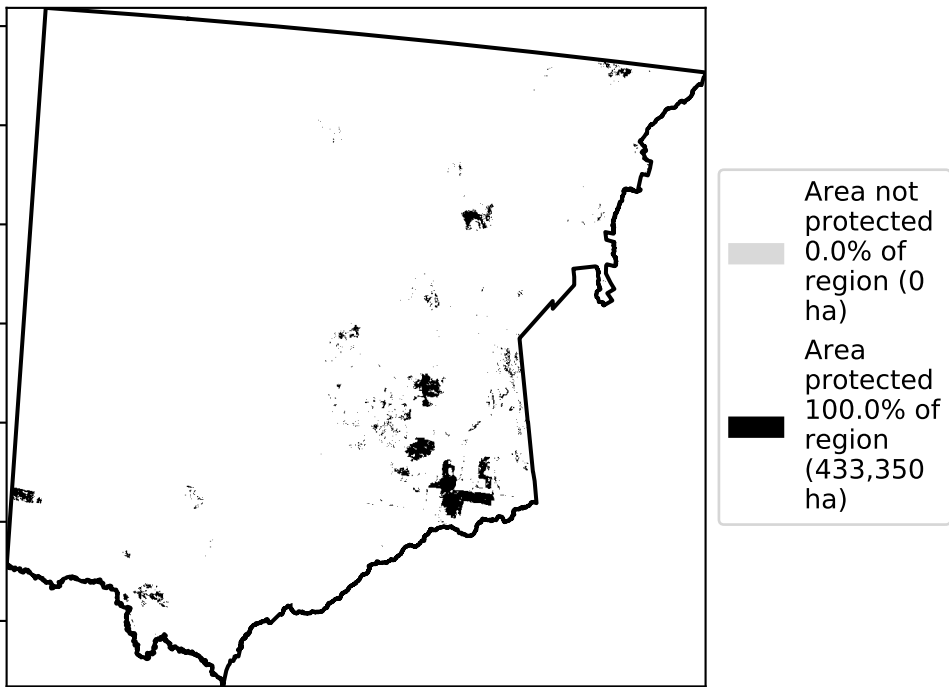 Area not
protected
0.0% of
region (0
ha)
Area
protected
100.0% of
region
(433,350
ha)